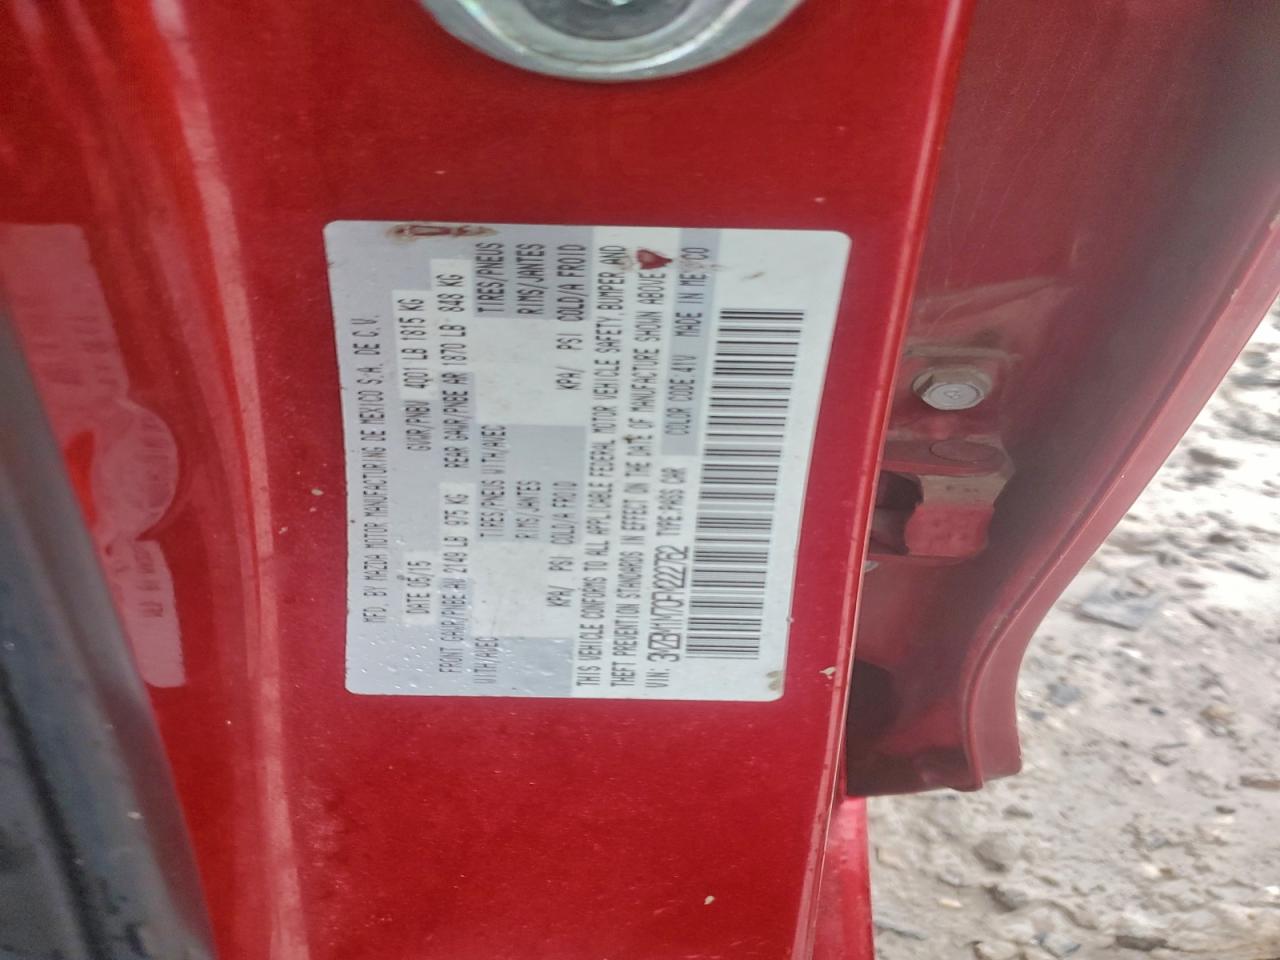 MFD. BY MAZDA MOTOR MANUFACTURING DE MEXICO S.A. DE C.V.
DATE 05/15 GVWR/PNBV 4001 LB 1815 KG
FRONT GAWR/PNBE AV 2149 LB 975 KG REAR GAWR/PNBE AR 1870 LB 848 KG
WITH/AVEC TIRES/PNEUS WITH/AVEC TIRES/PNEUS
RIMS/JANTES RIMS/JANTES
KPA/ PSI COLD/A FROID KPA/ PSI COLD/A FROID
THIS VEHICLE CONFORMS TO ALL APPLICABLE FEDERAL MOTOR VEHICLE SAFETY, BUMPER AND
THEFT PREVENTION STANDARDS IN EFFECT ON THE DATE OF MANUFACTURE SHOWN ABOVE
VIN: 3MZBM1M70FM222762 TYPE:PASS CAR COLOR CODE:41V MADE IN MEXICO